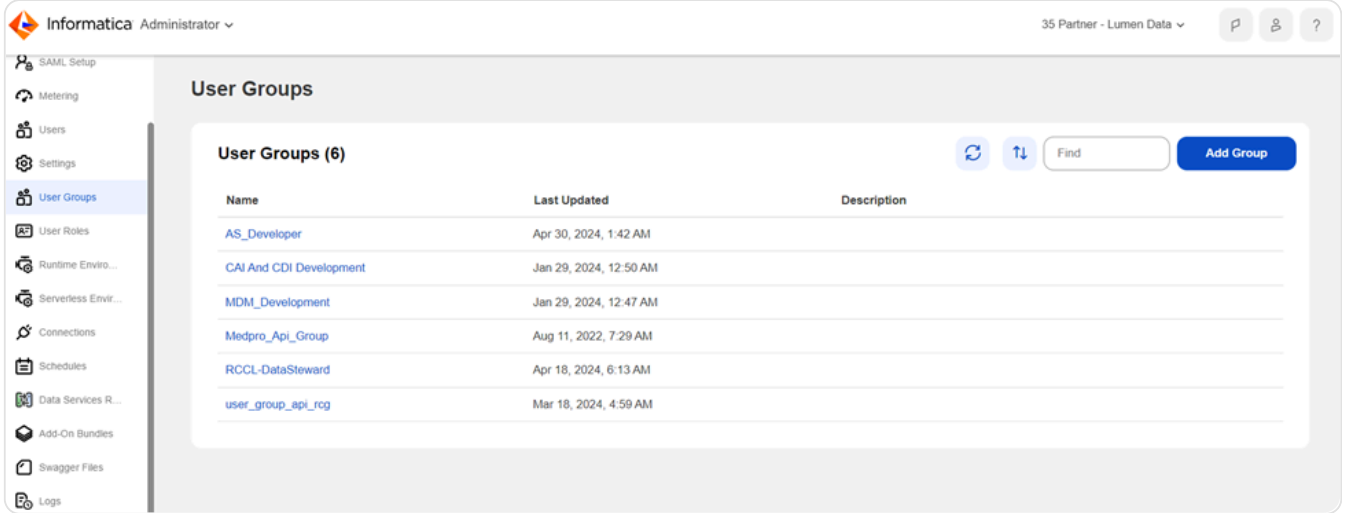 Informatica Administrator
35 Partner - Lumen Data
?
SAML Setup
Metering
Users
Settings
User Groups
User Roles
Runtime Enviro...
Serverless Envir...
Connections
Schedules
Data Services R...
Add-On Bundles
Swagger Files
Logs
User Groups
User Groups (6)
Find
Add Group
Name Last Updated Description
AS_Developer Apr 30, 2024, 1:42 AM
CAI And CDI Development Jan 29, 2024, 12:50 AM
MDM_Development Jan 29, 2024, 12:47 AM
Medpro_Api_Group Aug 11, 2022, 7:29 AM
RCCL-DataSteward Apr 18, 2024, 6:13 AM
user_group_api_rcg Mar 18, 2024, 4:59 AM